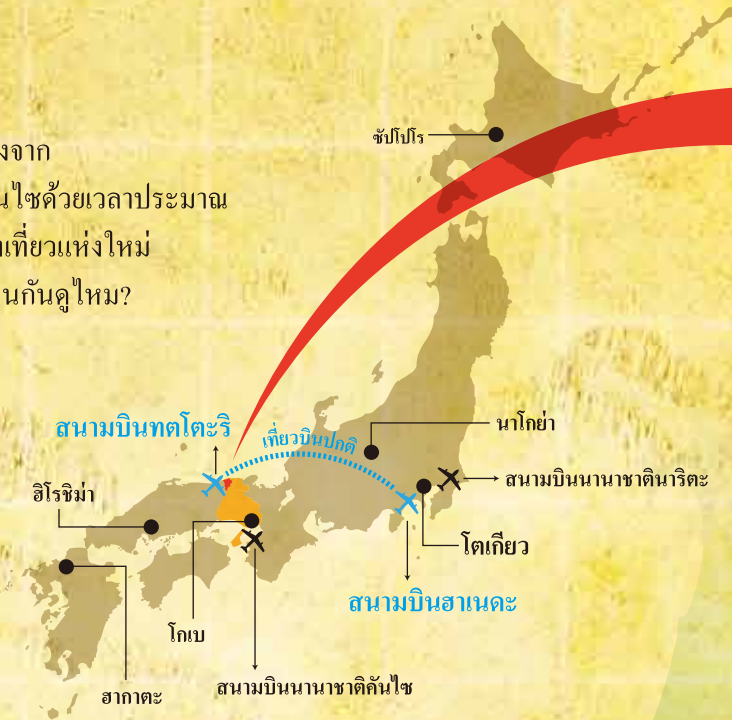 งจาก
นไซด้วยเวลาประมาณ
เที่ยวแห่งใหม่
นกันดูไหม?
ซัปโปโร
สนามบินทตโตะริ
เที่ยวบินปกติ
นาโกย่า
สนามบินนานาชาตินาริตะ
ฮิโรชิม่า
โตเกียว
สนามบินฮาเนดะ
โกเบ
สนามบินนานาชาติคันไซ
ฮากาตะ